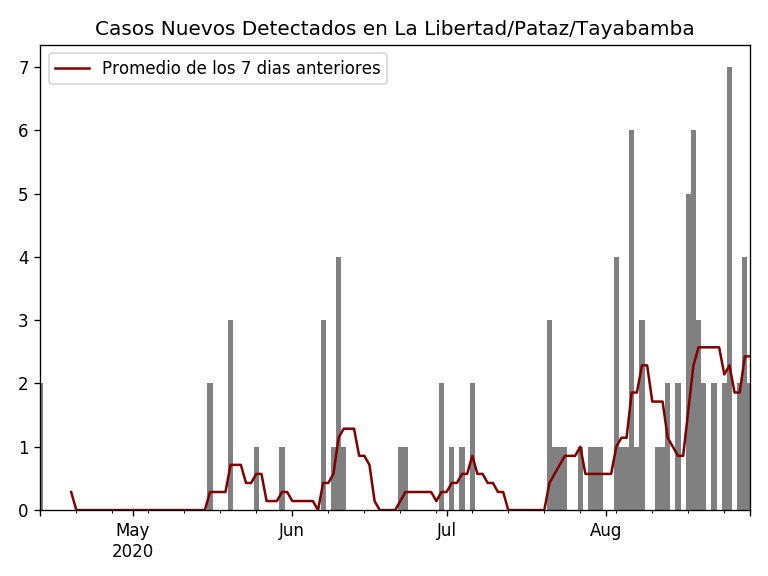 Casos Nuevos Detectados en La Libertad/Pataz/Tayabamba
Promedio de los 7 dias anteriores
7
6
5
4
3
2
1
0
May
2020
Jun
Jul
Aug